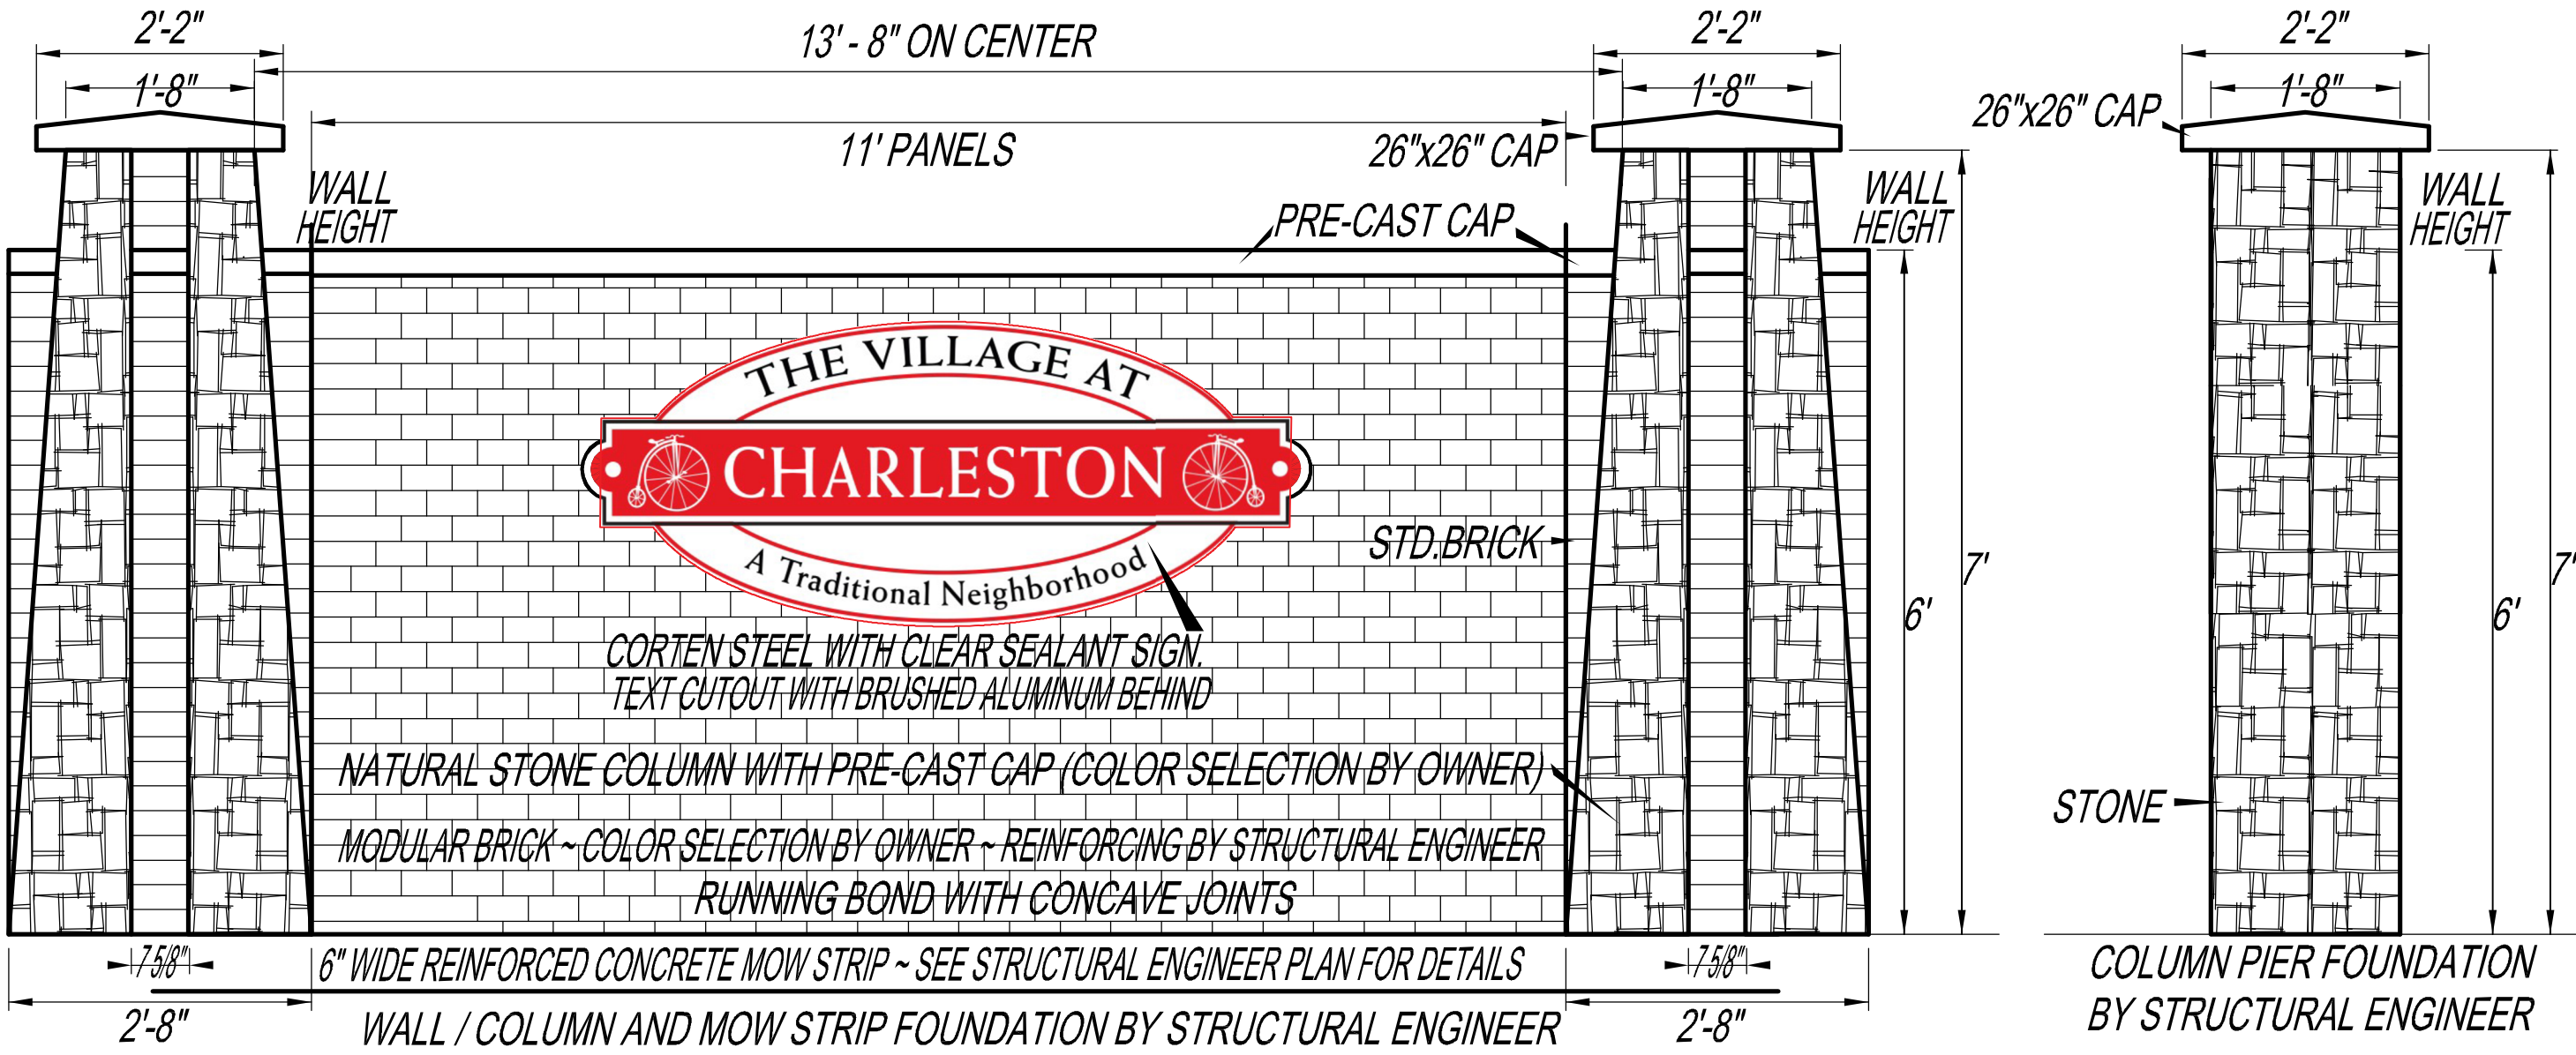 2'-2"
13' - 8" ON CENTER
2'-2"
2'-2"
1'-8"
1'-8"
1'-8"
26"x26" CAP
11' PANELS
26"x26" CAP
WALL
HEIGHT
WALL
HEIGHT
WALL
HEIGHT
PRE-CAST CAP
THE VILLAGE AT
CHARLESTON
A Traditional Neighborhood
STD.BRICK
7'
7'
6'
6'
CORTEN STEEL WITH CLEAR SEALANT SIGN.
TEXT CUTOUT WITH BRUSHED ALUMINUM BEHIND
NATURAL STONE COLUMN WITH PRE-CAST CAP (COLOR SELECTION BY OWNER)
STONE
MODULAR BRICK ~ COLOR SELECTION BY OWNER ~ REINFORCING BY STRUCTURAL ENGINEER
RUNNING BOND WITH CONCAVE JOINTS
7 5/8"
6" WIDE REINFORCED CONCRETE MOW STRIP ~ SEE STRUCTURAL ENGINEER PLAN FOR DETAILS
7 5/8"
COLUMN PIER FOUNDATION
BY STRUCTURAL ENGINEER
2'-8"
WALL / COLUMN AND MOW STRIP FOUNDATION BY STRUCTURAL ENGINEER
2'-8"